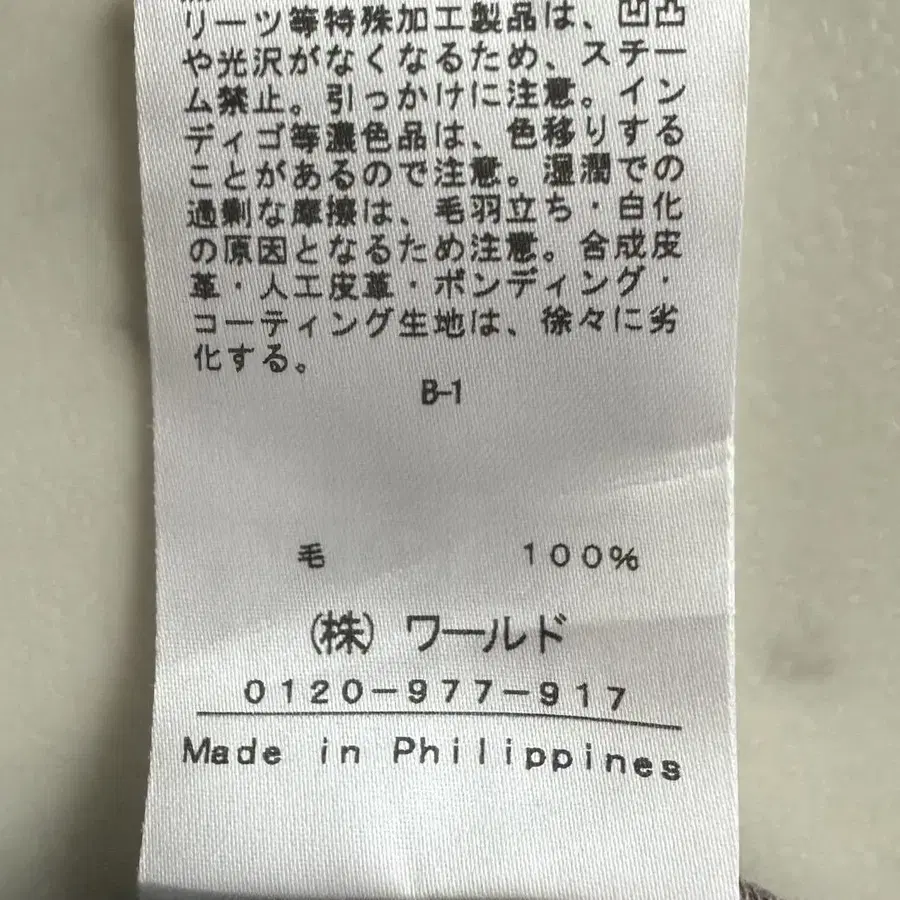 リーツ等特殊加工製品は、凹凸
や光沢がなくなるため、スチー
ム禁止。引っかけに注意。イン
ディゴ等濃色品は、色移りする
ことがあるので注意。湿潤での
過剰な摩擦は、毛羽立ち・白化
の原因となるため注意。合成皮
革・人工皮革・ボンディング・
コーティング生地は、徐々に劣
化する。
B-1
毛 100%
(株) ワールド
0120-977-917
Made in Philippines